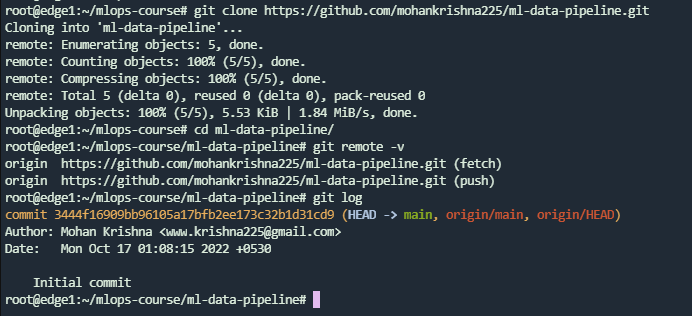 root@edge1:~/mlops-course# git clone https://github.com/mohankrishna225/ml-data-pipeline.git
Cloning into 'ml-data-pipeline'...
remote: Enumerating objects: 5, done.
remote: Counting objects: 100% (5/5), done.
remote: Compressing objects: 100% (5/5), done.
remote: Total 5 (delta 0), reused 0 (delta 0), pack-reused 0
Unpacking objects: 100% (5/5), 5.53 KiB | 1.84 MiB/s, done.
root@edge1:~/mlops-course# cd ml-data-pipeline/
root@edge1:~/mlops-course/ml-data-pipeline# git remote -v
origin  https://github.com/mohankrishna225/ml-data-pipeline.git (fetch)
origin  https://github.com/mohankrishna225/ml-data-pipeline.git (push)
root@edge1:~/mlops-course/ml-data-pipeline# git log
commit 3444f16909bb96105a17bfb2ee173c32b1d31cd9 (HEAD -> main, origin/main, origin/HEAD)
Author: Mohan Krishna <www.krishna225@gmail.com>
Date:   Mon Oct 17 01:08:15 2022 +0530
    Initial commit
root@edge1:~/mlops-course/ml-data-pipeline#